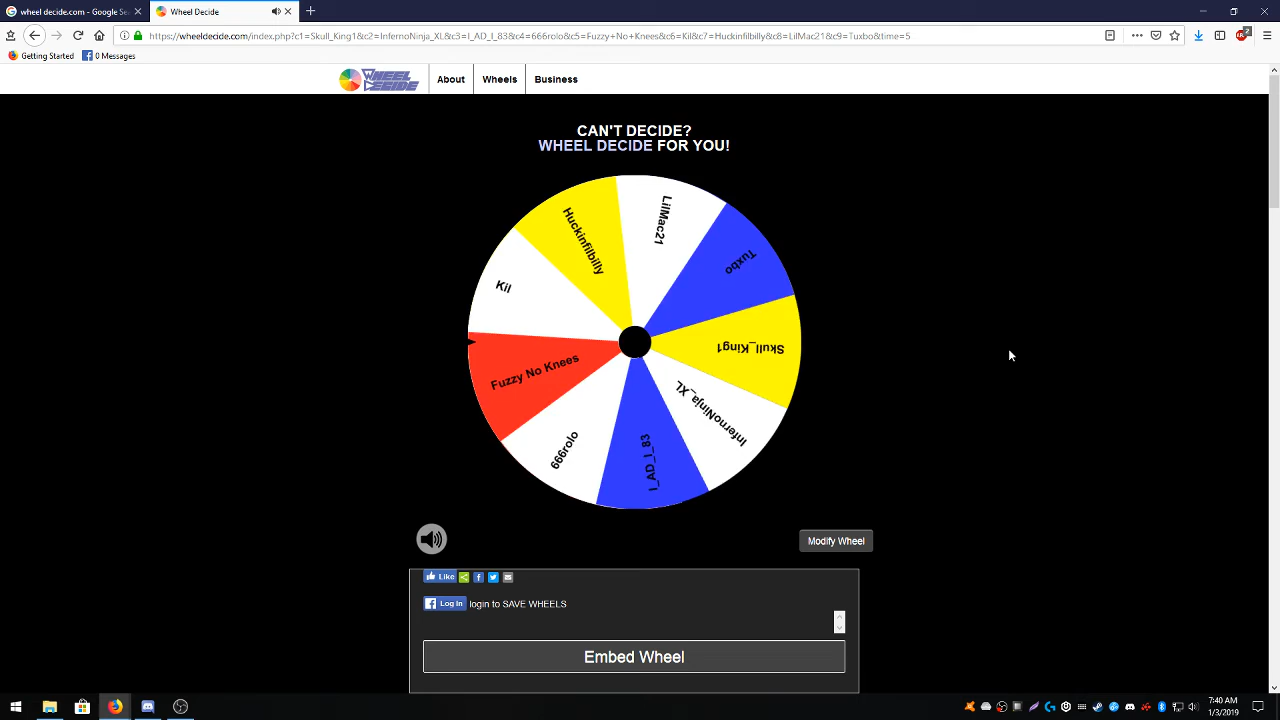 wheel decide.com - Google Se
Wheel Decide
https://wheeldecide.com/index.php?c1=Skull_King1&c2=InfernoNinja_XL&c3=I_AD_I_83&c4=666rolo&c5=Fuzzy+No+Knees&c6=Kil&c7=Huckinfilbilly&c8=LilMac21&c9=Tuxbo&time=5
2
Getting Started
0 Messages
WHEEL DECIDE
About
Wheels
Business
CAN'T DECIDE?
WHEEL DECIDE FOR YOU!
LilMac21
Huckinfilbilly
Tuxbo
Kil
Skull_King1
Fuzzy No Knees
InfernoNinja_XL
666rolo
I_AD_I_83
Modify Wheel
Like
Log In login to SAVE WHEELS
Embed Wheel
7:40 AM
1/3/2019